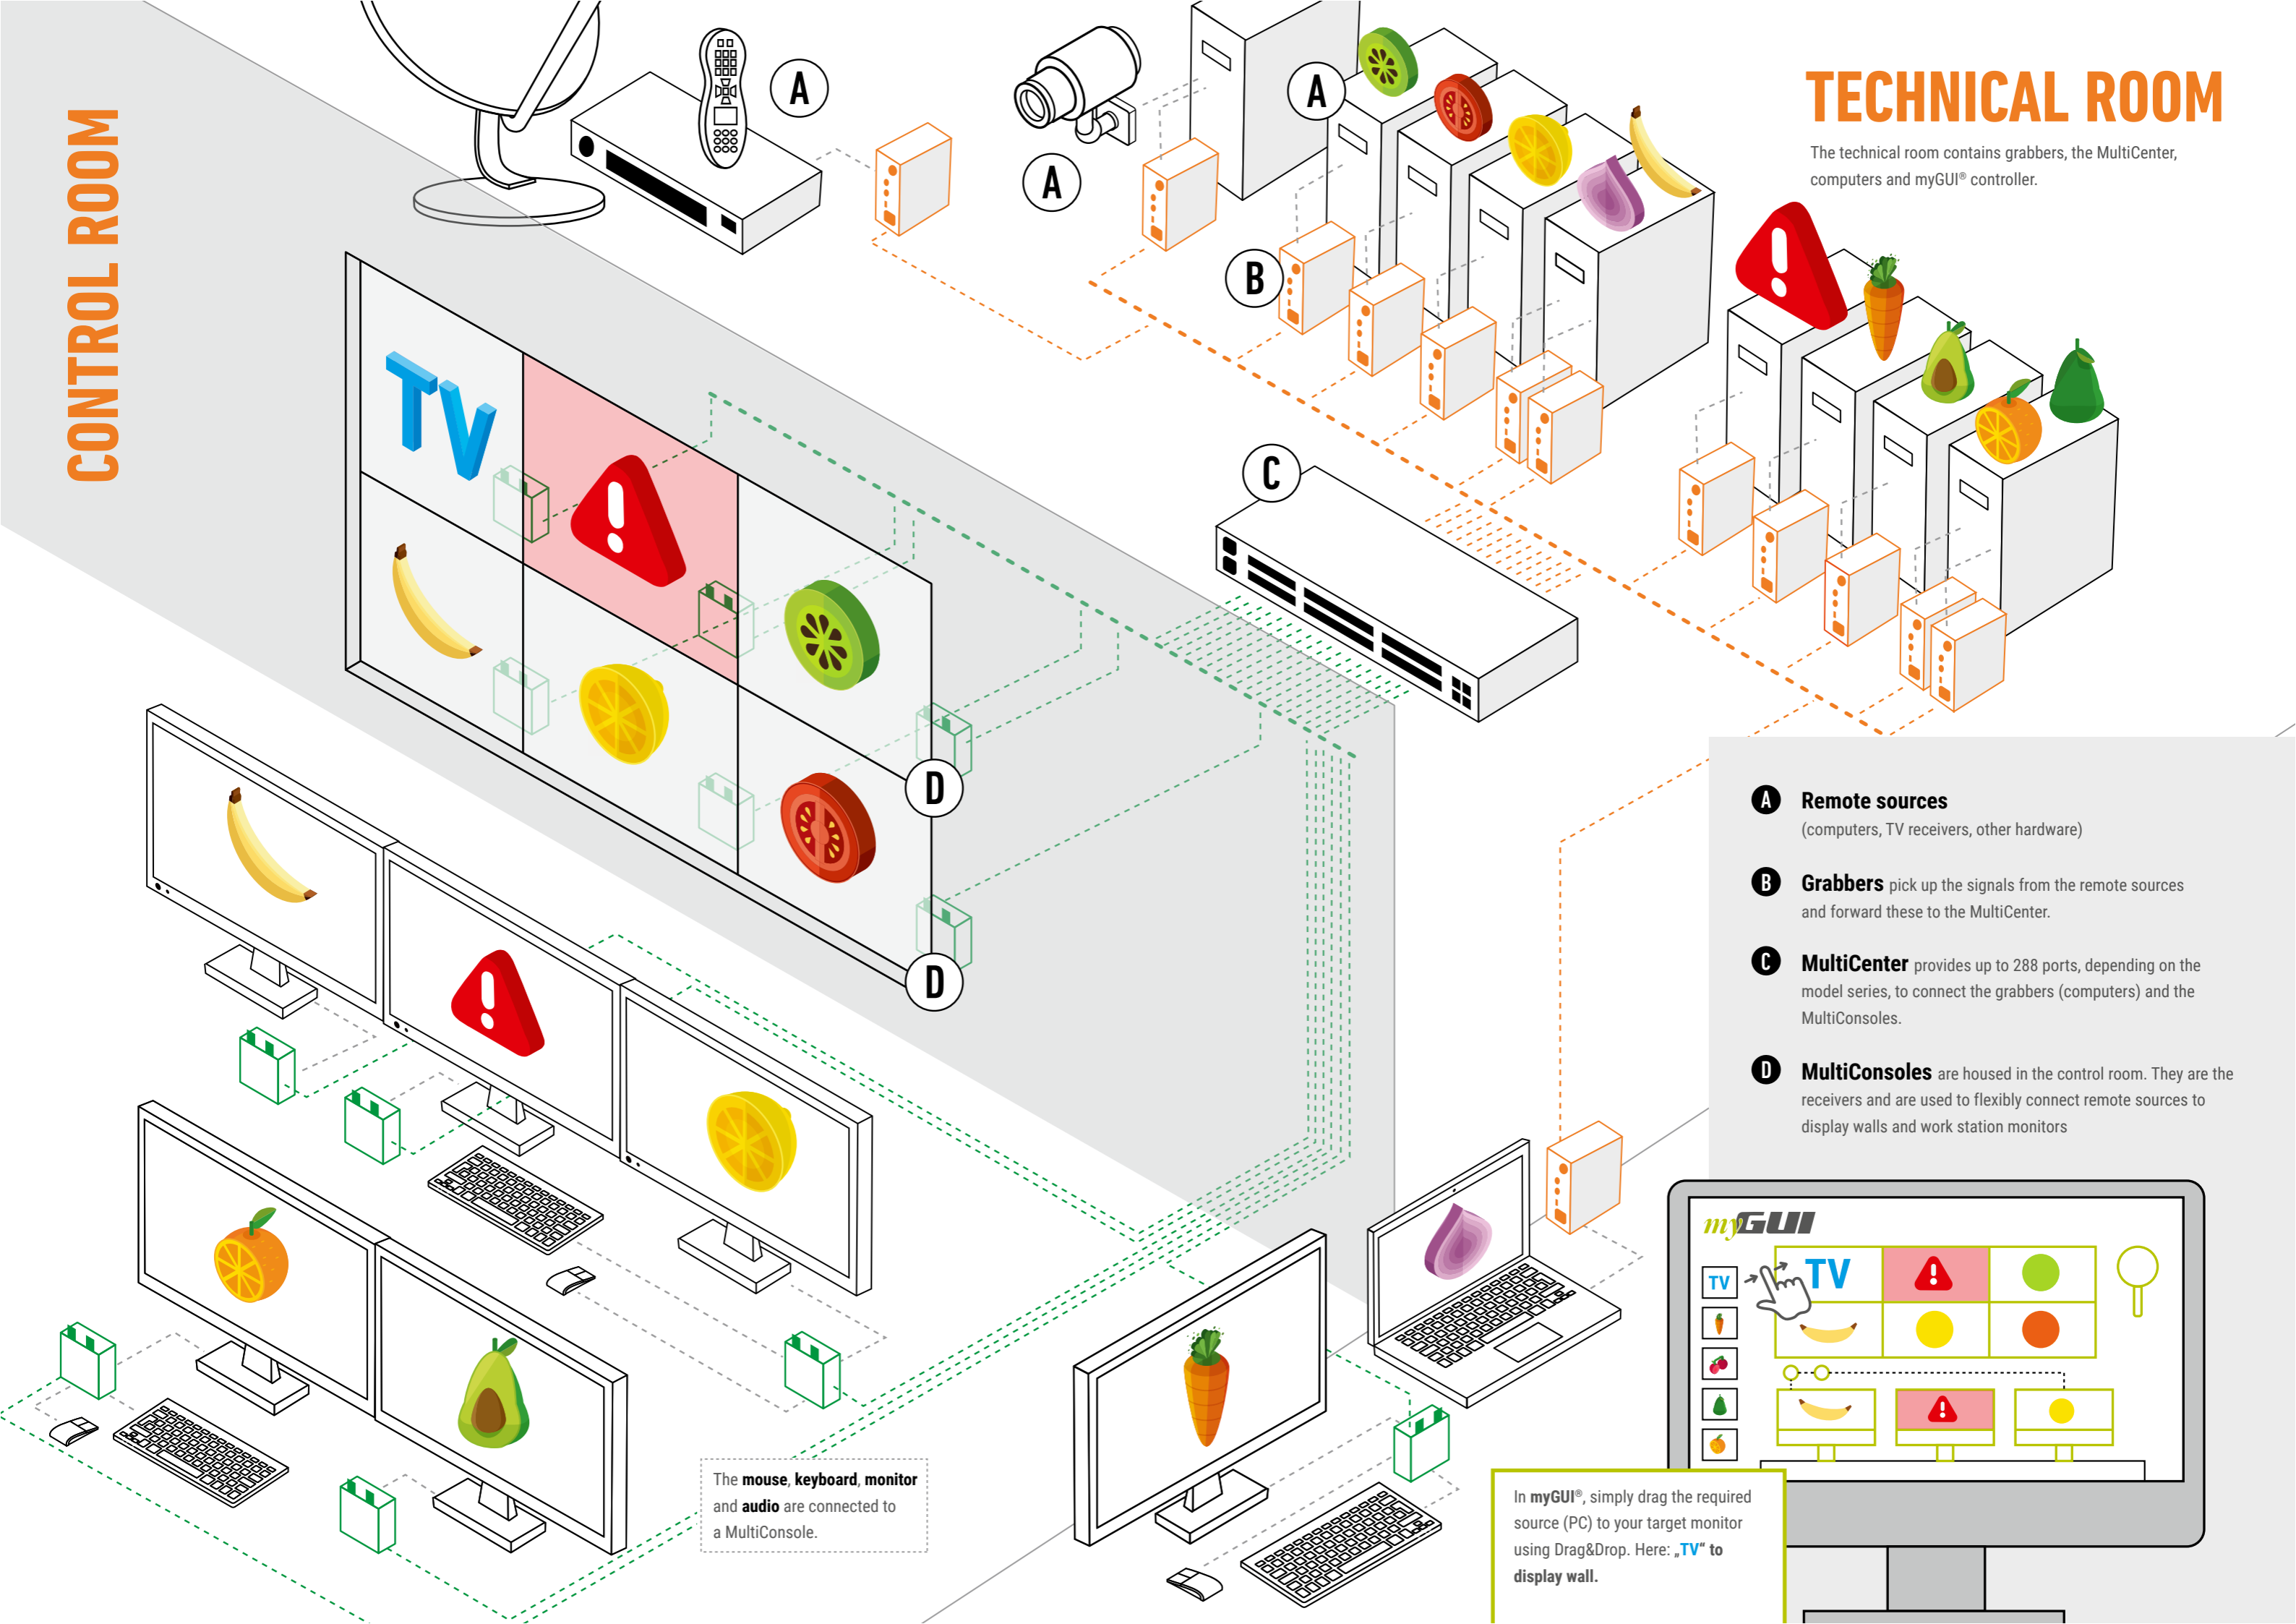 CONTROL ROOM
TECHNICAL ROOM
The technical room contains grabbers, the MultiCenter,
computers and myGUI® controller.
A
A
A
B
C
TV
D
D
A Remote sources
(computers, TV receivers, other hardware)
B Grabbers pick up the signals from the remote sources
and forward these to the MultiCenter.
C MultiCenter provides up to 288 ports, depending on the
model series, to connect the grabbers (computers) and the
MultiConsoles.
D MultiConsoles are housed in the control room. They are the
receivers and are used to flexibly connect remote sources to
display walls and work station monitors
The mouse, keyboard, monitor
and audio are connected to
a MultiConsole.
myGUI
TV
TV
In myGUI®, simply drag the required
source (PC) to your target monitor
using Drag&Drop. Here: „TV“ to
display wall.